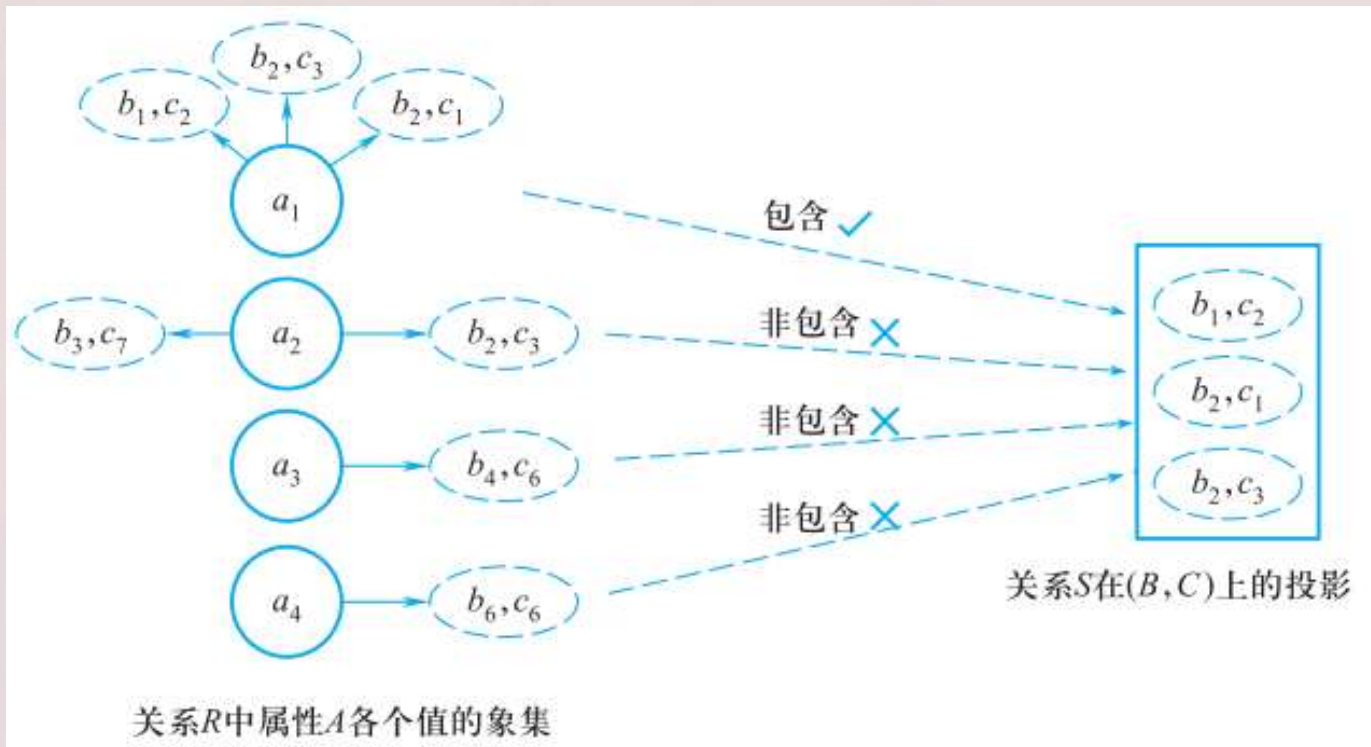 b₂,c₃
b₁,c₂
b₂,c₁
a₁
包含
b₃,c₇
a₂
b₂,c₃
非包含
a₃
b₄,c₆
非包含
a₄
b₆,c₆
非包含
b₁,c₂
b₂,c₁
b₂,c₃
关系S在(B,C)上的投影
关系R中属性A各个值的象集